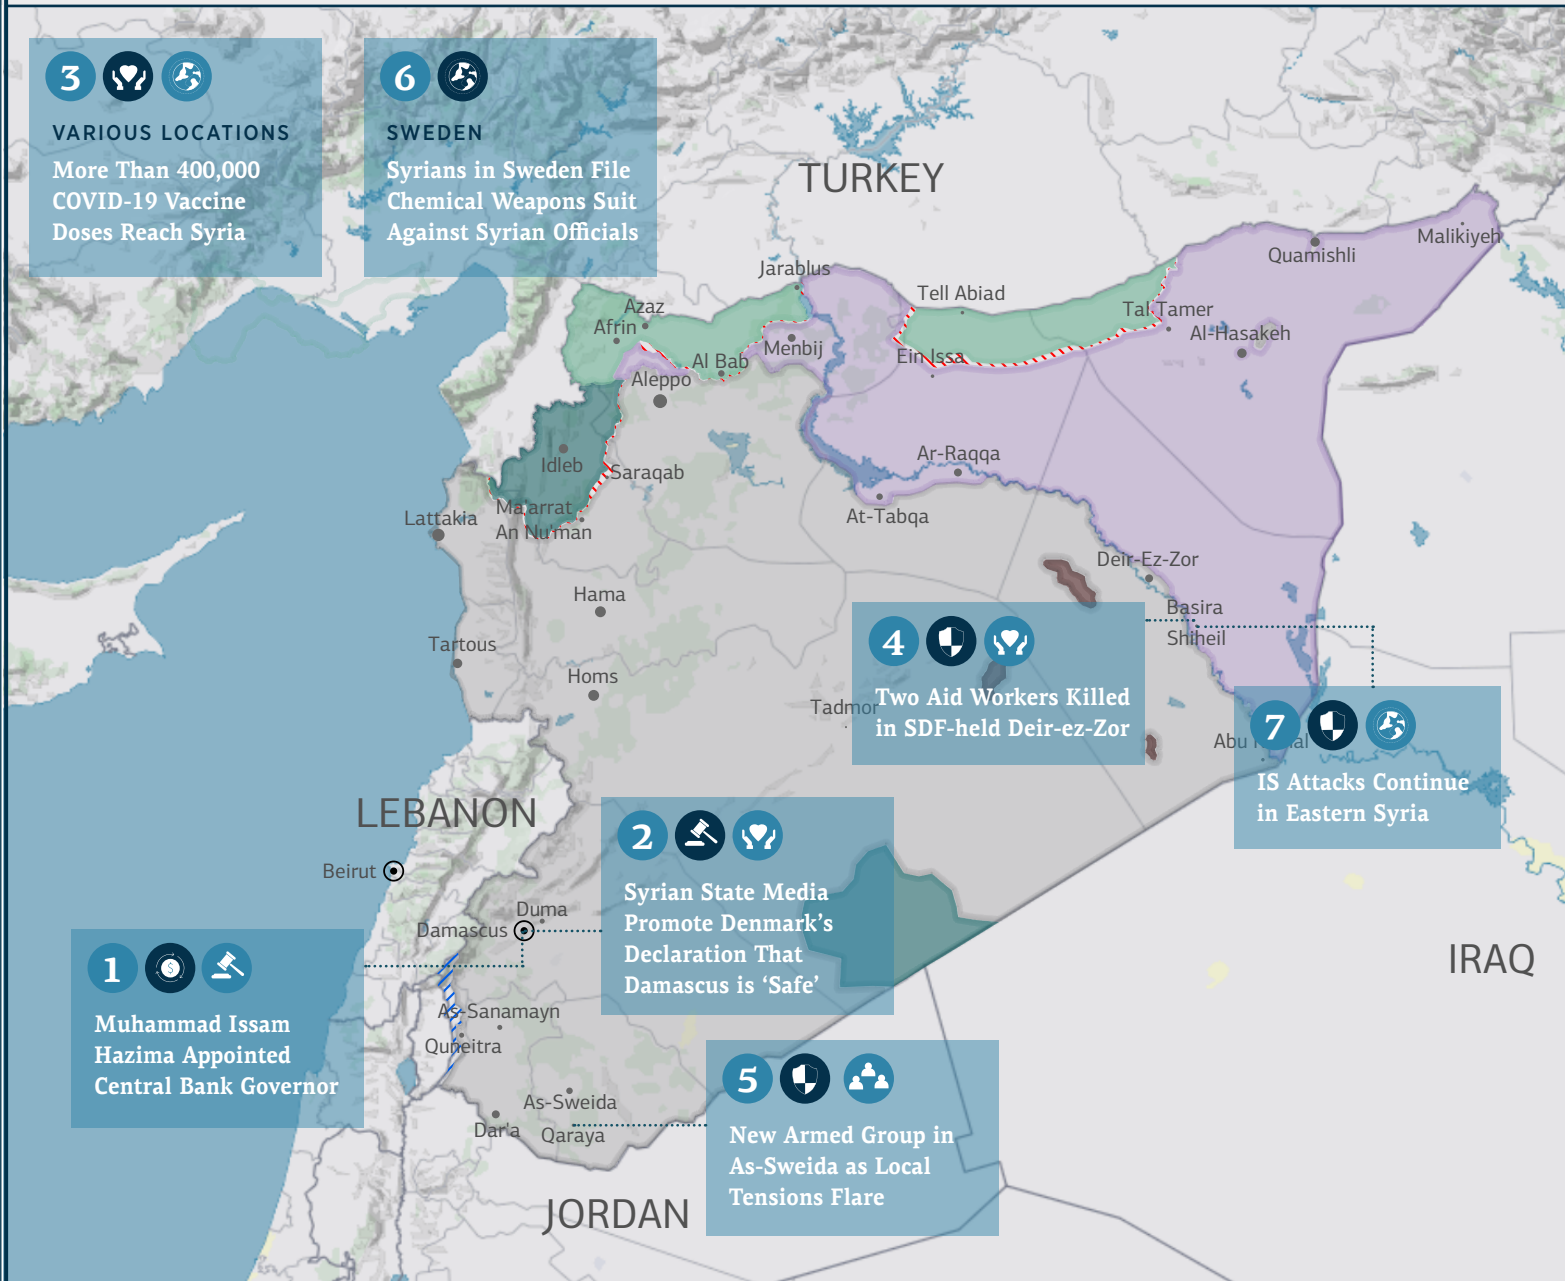 3
VARIOUS LOCATIONS
More Than 400,000
COVID-19 Vaccine
Doses Reach Syria
6
SWEDEN
Syrians in Sweden File
Chemical Weapons Suit
Against Syrian Officials
TURKEY
Malikiyeh
Quamishli
Jarablus
Tell Abiad
Azaz
Afrin
Tal Tamer
Al-Hasakeh
Menbij
Ein Issa
Al Bab
Aleppo
Ar-Raqqa
Idleb
Saraqab
At-Tabqa
Ma'arrat
An Nu'man
Lattakia
Deir-Ez-Zor
Hama
Basira
Shiheil
Tartous
Homs
Tadmor
4
Two Aid Workers Killed
in SDF-held Deir-ez-Zor
7
Abu
IS Attacks Continue
in Eastern Syria
LEBANON
Beirut
2
Syrian State Media
Promote Denmark's
Declaration That
Damascus is ‘Safe’
Duma
Damascus
IRAQ
1
$
Muhammad Issam
Hazima Appointed
Central Bank Governor
As-Sanamayn
Quneitra
5
New Armed Group in
As-Sweida as Local
Tensions Flare
As-Sweida
Dar'a
Qaraya
JORDAN